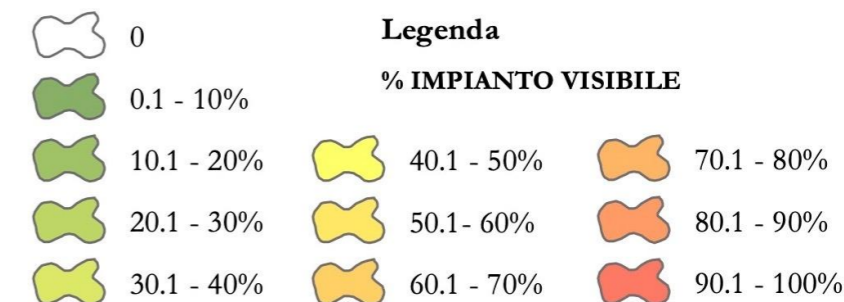 Legenda
% IMPIANTO VISIBILE
0
0.1 - 10%
10.1 - 20%
20.1 - 30%
30.1 - 40%
40.1 - 50%
50.1- 60%
60.1 - 70%
70.1 - 80%
80.1 - 90%
90.1 - 100%